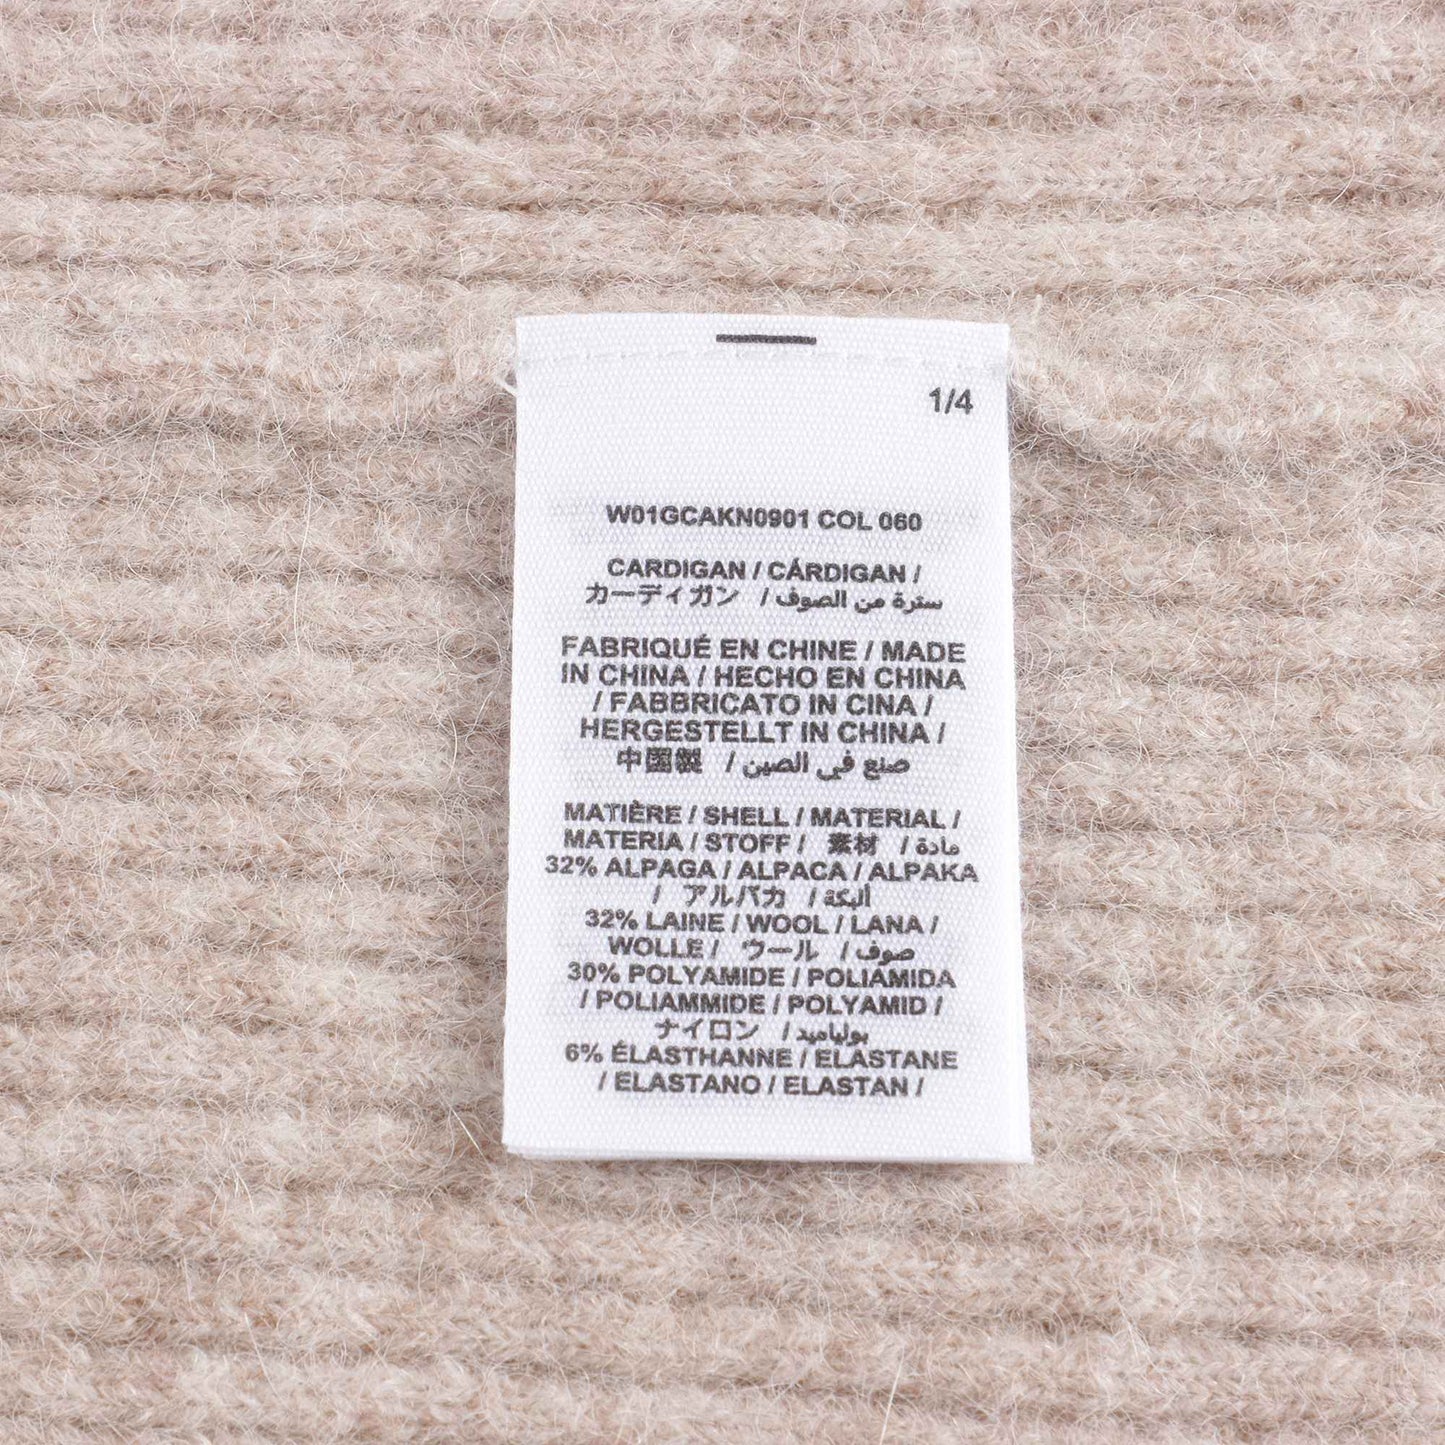 1/4
W01GCAKN0901 COL 060
CARDIGAN / CÁRDIGAN /
カーディガン / سترة من الصوف
FABRIQUÉ EN CHINE / MADE
IN CHINA / HECHO EN CHINA
/ FABBRICATO IN CINA /
HERGESTELLT IN CHINA /
中国製 / صنع في الصين
MATIÈRE / SHELL / MATERIAL /
MATERIA / STOFF / 素材 / مادة
32% ALPAGA / ALPACA / ALPAKA
/ アルパカ / البكة
32% LAINE / WOOL / LANA /
WOLLE / ウール / صوف
30% POLYAMIDE / POLIAMIDA
/ POLIAMMIDE / POLYAMID /
ナイロン / بولياميد
6% ÉLASTHANNE / ELASTANE
/ ELASTANO / ELASTAN /